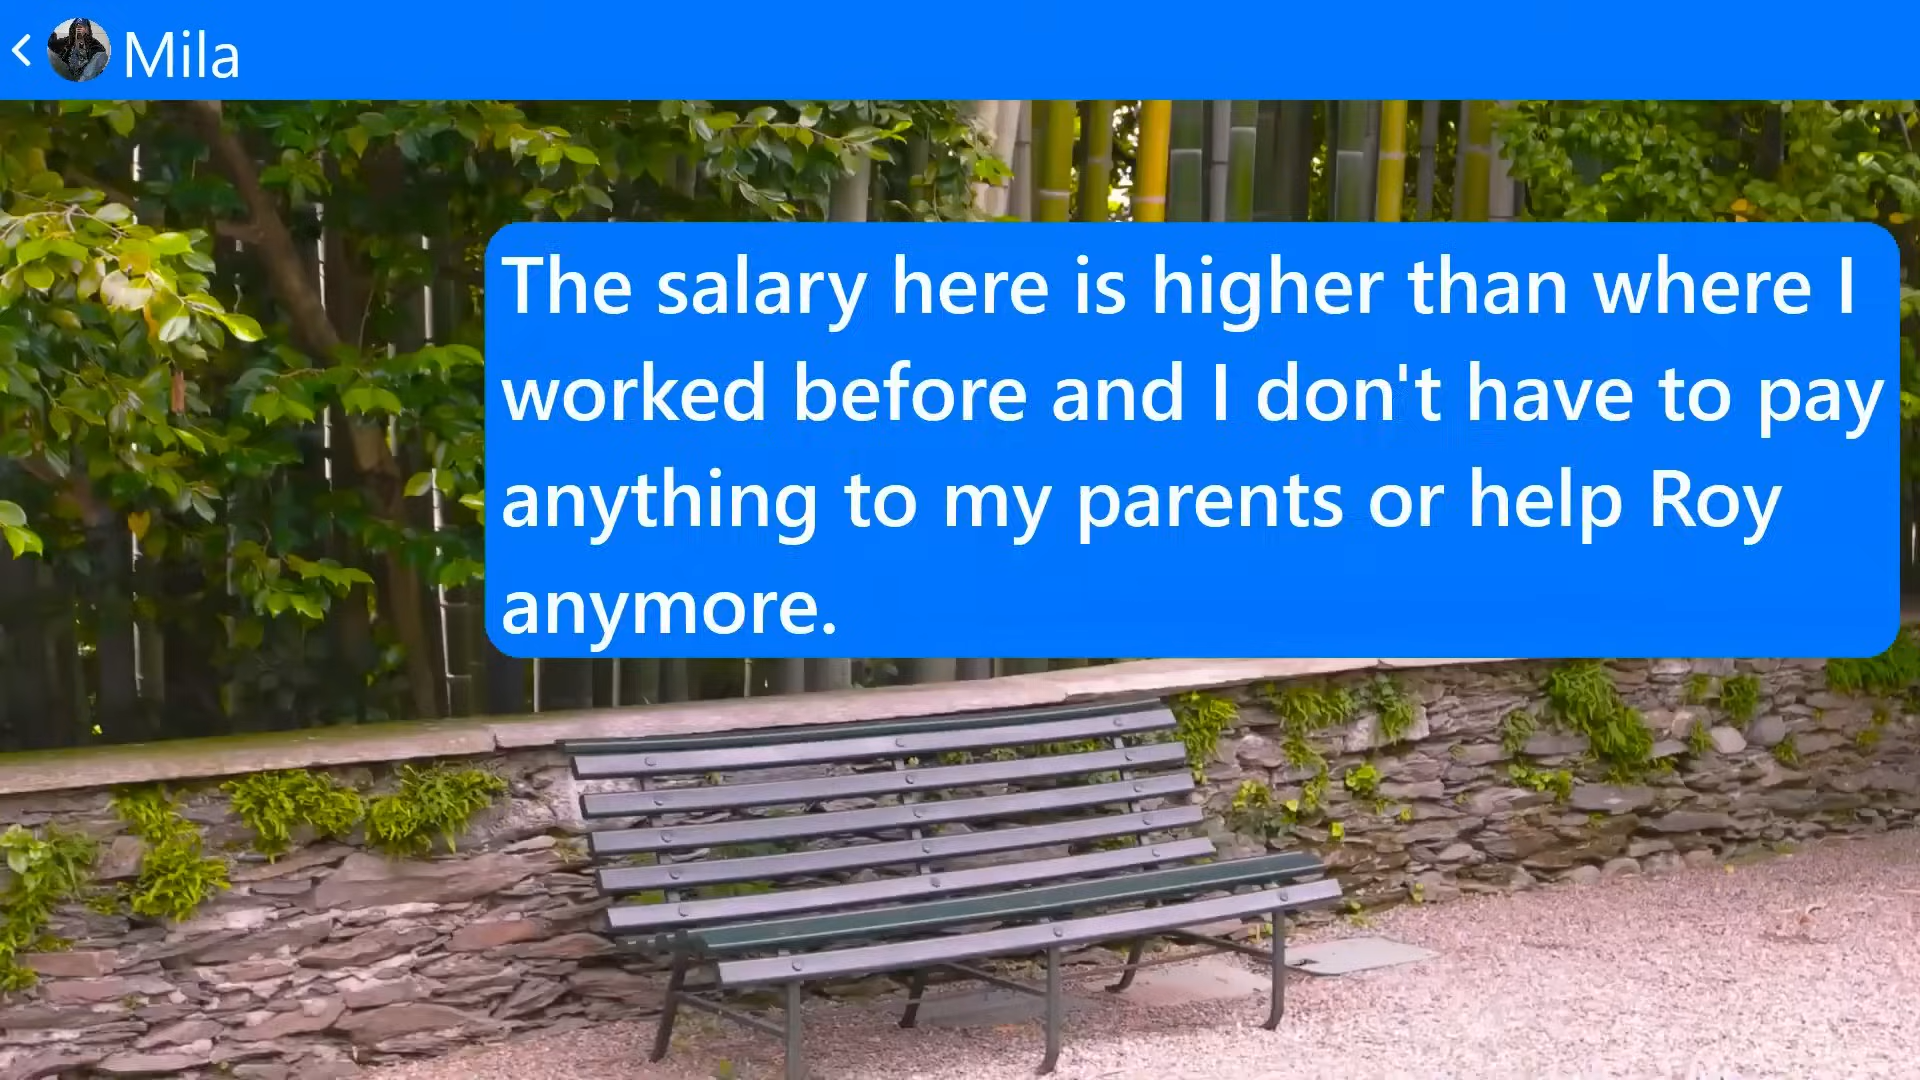 Mila
The salary here is higher than where I
worked before and I don't have to pay
anything to my parents or help Roy
anymore.